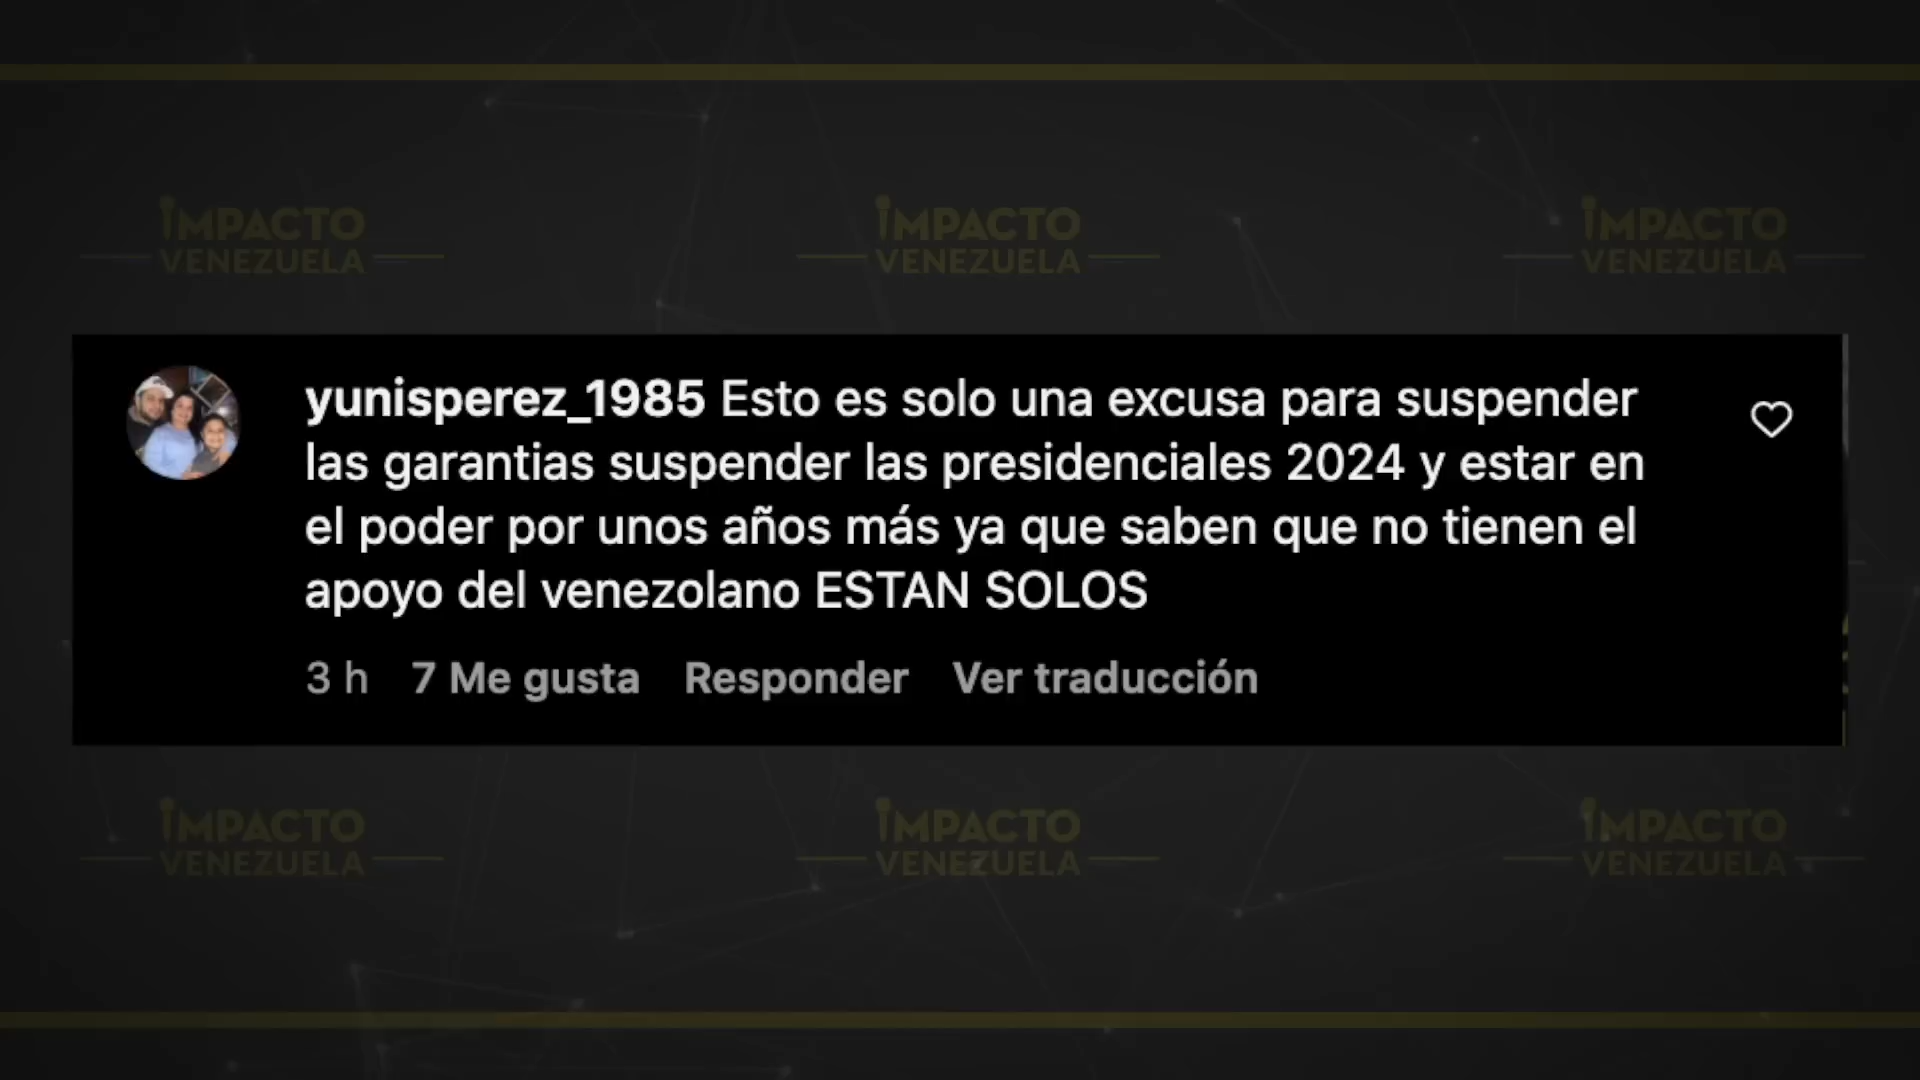 IMPACTO
VENEZUELA
IMPACTO
VENEZUELA
IMPACTO
VENEZUELA
yunisperez_1985 Esto es solo una excusa para suspender
las garantias suspender las presidenciales 2024 y estar en
el poder por unos años más ya que saben que no tienen el
apoyo del venezolano ESTAN SOLOS
3 h 7 Me gusta Responder Ver traducción
IMPACTO
VENEZUELA
IMPACTO
VENEZUELA
IMPACTO
VENEZUELA